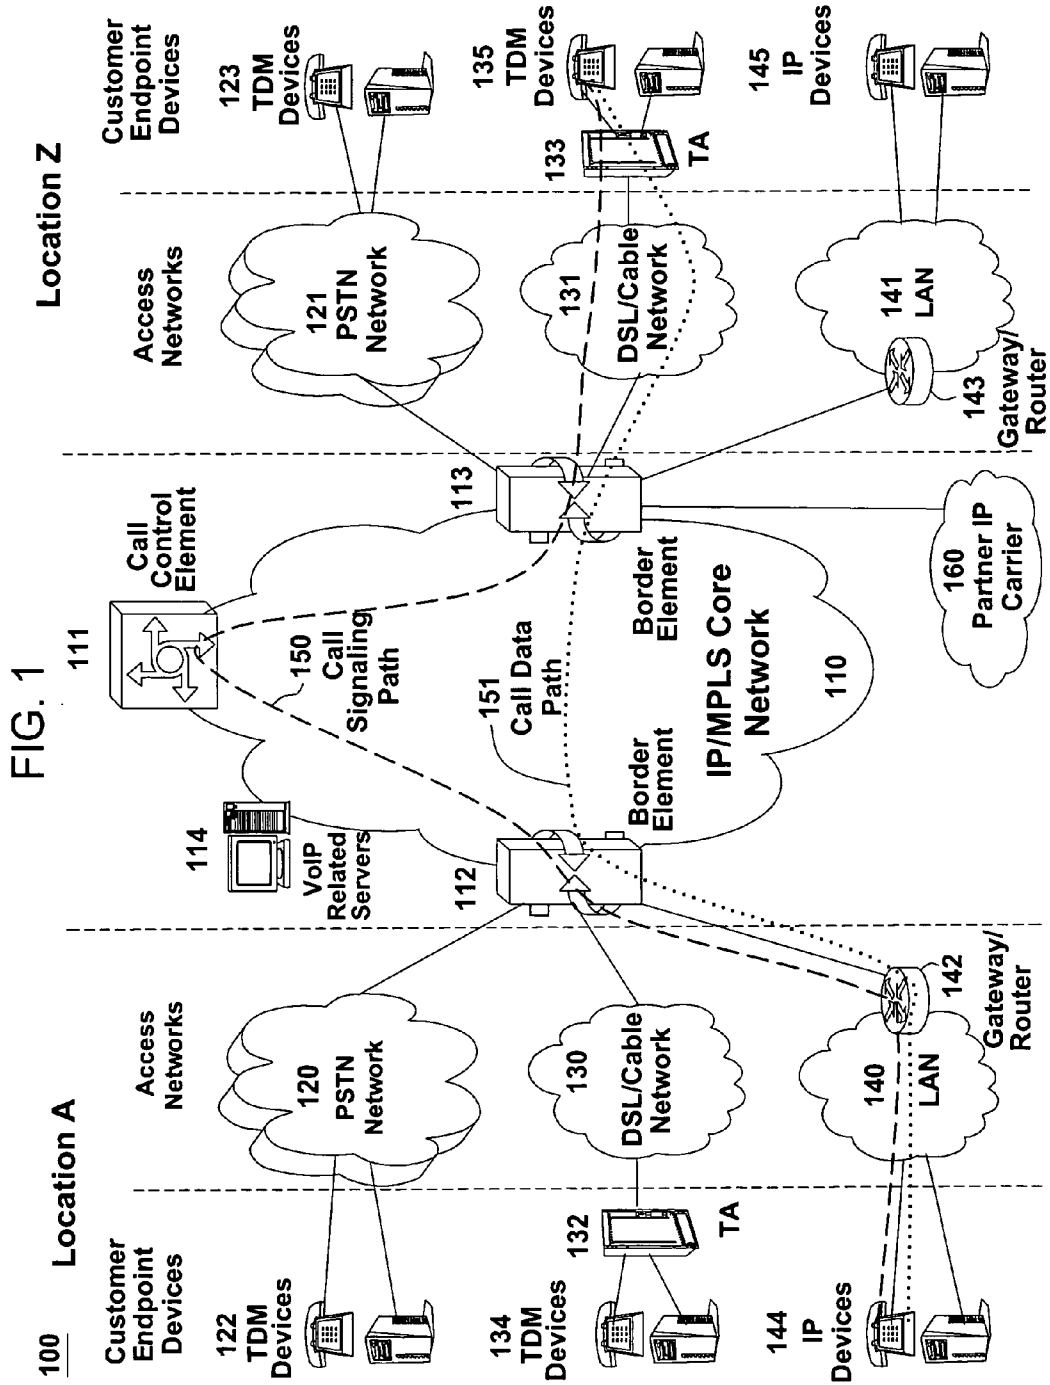 FIG. 1
100
Location A
Location Z
Customer
Endpoint
Devices
Access
Networks
111
Call
Control
Element
Access
Networks
Customer
Endpoint
Devices
122
TDM
Devices
120
PSTN
Network
114
VoIP
Related
Servers
150
Call
Signaling
Path
121
PSTN
Network
123
TDM
Devices
134
TDM
Devices
132
TA
130
DSL/Cable
Network
112
Border
Element
151
Call Data
Path
113
Border
Element
131
DSL/Cable
Network
133
TA
135
TDM
Devices
IP/MPLS Core
Network
110
144
IP
Devices
140
LAN
142
Gateway/
Router
160
Partner IP
Carrier
141
LAN
143
Gateway/
Router
145
IP
Devices